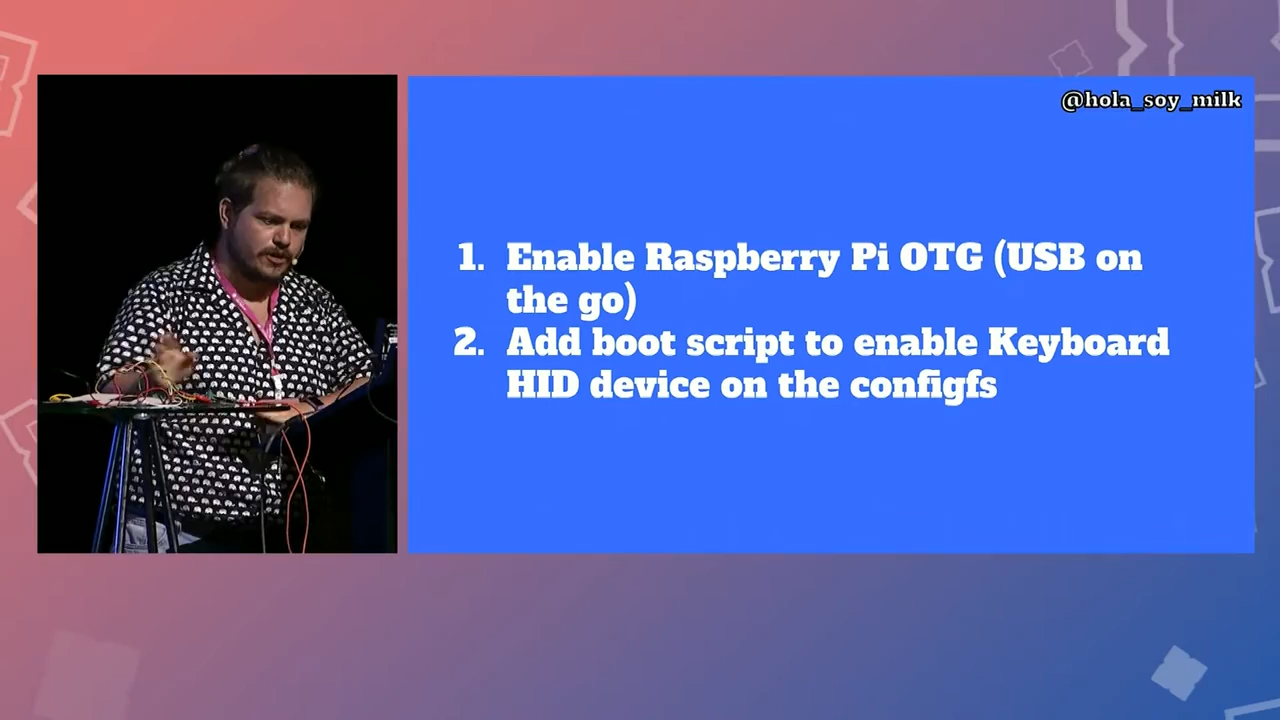 @hola_soy_milk
1. Enable Raspberry Pi OTG (USB on
the go)
2. Add boot script to enable Keyboard
HID device on the configfs